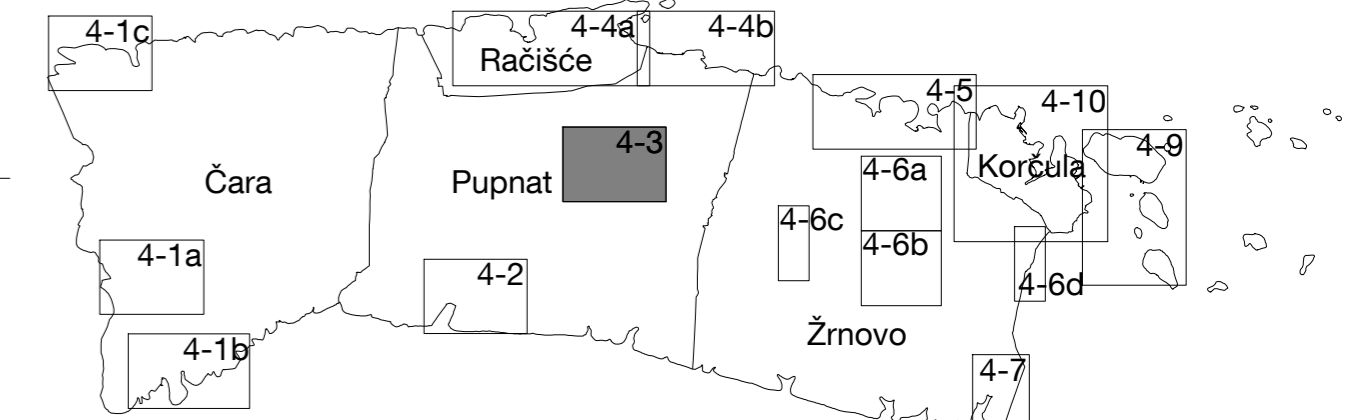 4-1c
4-4a
4-4b
Račišće
4-5
4-10
4-3
4-9
Čara
Pupnat
4-6a
Korčula
4-6c
4-6b
4-1a
4-2
4-6d
Žrnovo
4-1b
4-7